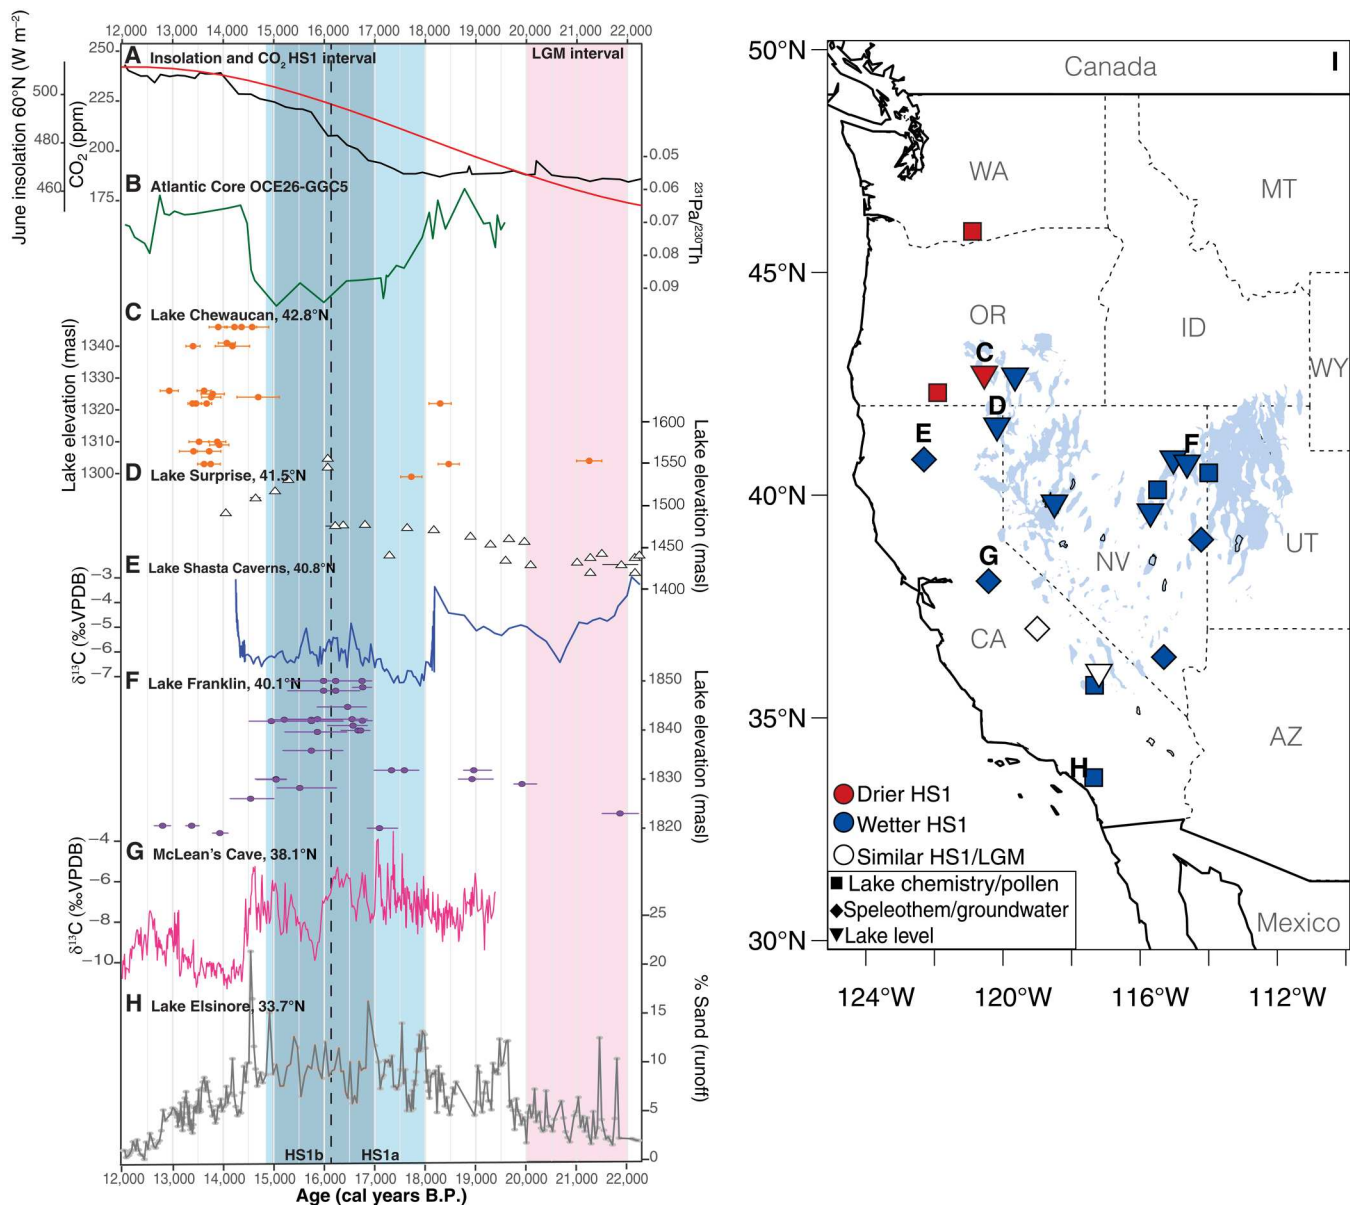 12,000 13,000 14,000 15,000 16,000 17,000 18,000 19,000 20,000 21,000 22,000
A Insolation and CO2 HS1 interval
LGM interval
June insolation 60°N (W m−2)
500
480
460
CO2 (ppm)
250
225
200
175
B Atlantic Core OCE26-GGC5
0.05
0.06
0.07
0.08
0.09
231Pa/230Th
C Lake Chewaucan, 42.8°N
Lake elevation (masl)
1340
1330
1320
1310
1300
D Lake Surprise, 41.5°N
1600
1550
1500
1450
1400
Lake elevation (masl)
E Lake Shasta Caverns, 40.8°N
δ13C (‰VPDB)
−3
−4
−5
−6
−7
F Lake Franklin, 40.1°N
1850
1840
1830
1820
Lake elevation (masl)
G McLean's Cave, 38.1°N
δ13C (‰VPDB)
−4
−6
−8
−10
H Lake Elsinore, 33.7°N
25
20
15
10
5
0
% Sand (runoff)
HS1b HS1a
12,000 13,000 14,000 15,000 16,000 17,000 18,000 19,000 20,000 21,000 22,000
Age (cal years B.P.)
I
50°N
45°N
40°N
35°N
30°N
Canada
WA
MT
OR
ID
WY
C
D
E
F
UT
NV
G
CA
AZ
H
Mexico
Drier HS1
Wetter HS1
Similar HS1/LGM
Lake chemistry/pollen
Speleothem/groundwater
Lake level
124°W 120°W 116°W 112°W